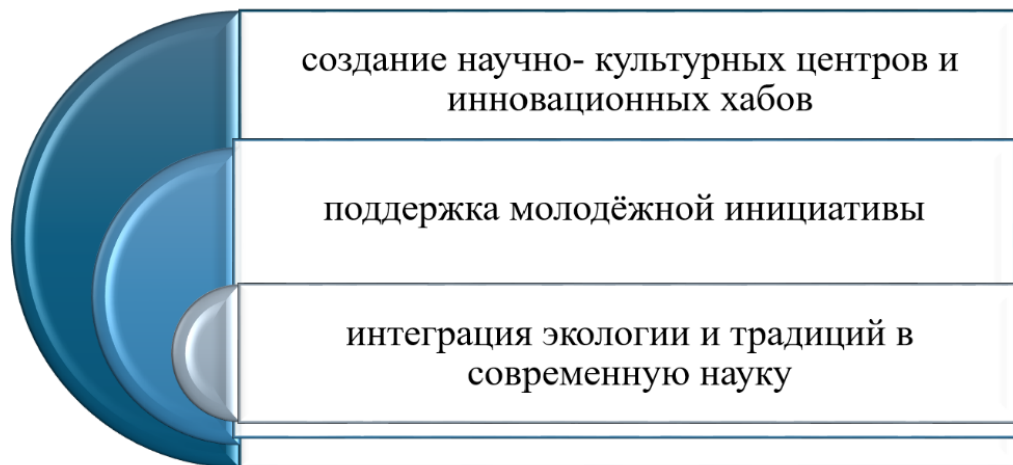 создание научно- культурных центров и
инновационных хабов
поддержка молодёжной инициативы
интеграция экологии и традиций в
современную науку